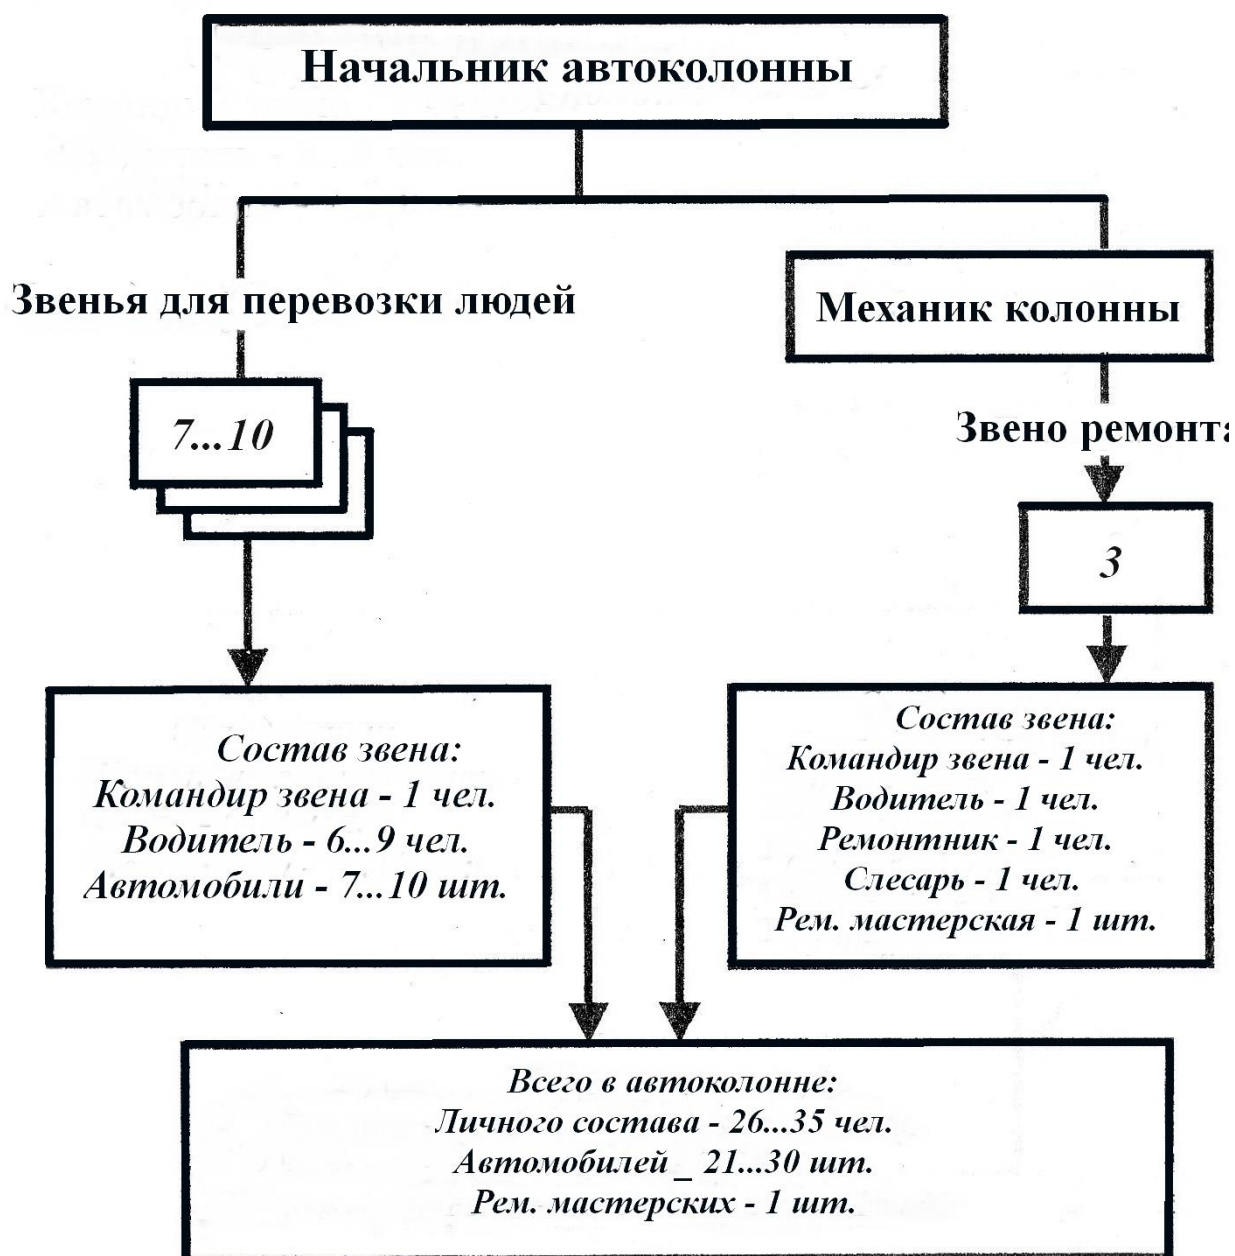 Начальник автоколонны
Звенья для перевозки людей
Механик колонны
7...10
Звено ремонта
3
Состав звена:
Командир звена - 1 чел.
Водитель - 6...9 чел.
Автомобили - 7...10 шт.
Состав звена:
Командир звена - 1 чел.
Водитель - 1 чел.
Ремонтник - 1 чел.
Слесарь - 1 чел.
Рем. мастерская - 1 шт.
Всего в автоколонне:
Личного состава - 26...35 чел.
Автомобилей _ 21...30 шт.
Рем. мастерских - 1 шт.